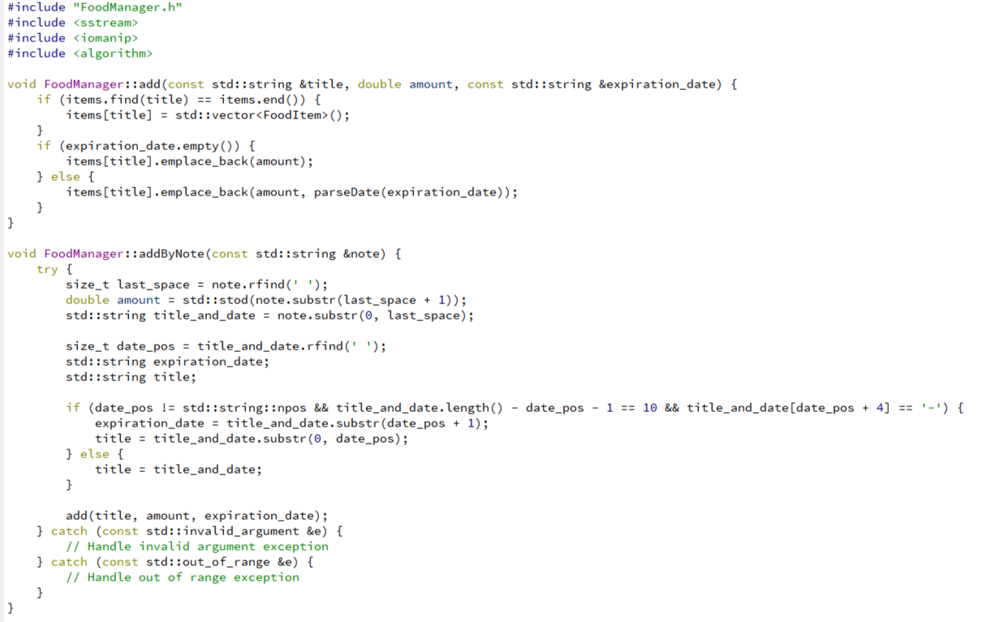 #include "FoodManager.h"
#include <sstream>
#include <iomanip>
#include <algorithm>

void FoodManager::add(const std::string &title, double amount, const std::string &expiration_date) {
    if (items.find(title) == items.end()) {
        items[title] = std::vector<FoodItem>();
    }
    if (expiration_date.empty()) {
        items[title].emplace_back(amount);
    } else {
        items[title].emplace_back(amount, parseDate(expiration_date));
    }
}

void FoodManager::addByNote(const std::string &note) {
    try {
        size_t last_space = note.rfind(' ');
        double amount = std::stod(note.substr(last_space + 1));
        std::string title_and_date = note.substr(0, last_space);

        size_t date_pos = title_and_date.rfind(' ');
        std::string expiration_date;
        std::string title;

        if (date_pos != std::string::npos && title_and_date.length() - date_pos - 1 == 10 && title_and_date[date_pos + 4] == '-') {
            expiration_date = title_and_date.substr(date_pos + 1);
            title = title_and_date.substr(0, date_pos);
        } else {
            title = title_and_date;
        }

        add(title, amount, expiration_date);
    } catch (const std::invalid_argument &e) {
        // Handle invalid argument exception
    } catch (const std::out_of_range &e) {
        // Handle out of range exception
    }
}